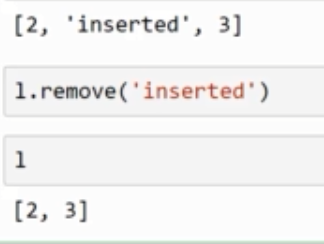 [2, 'inserted', 3]
l.remove('inserted')
l
[2, 3]